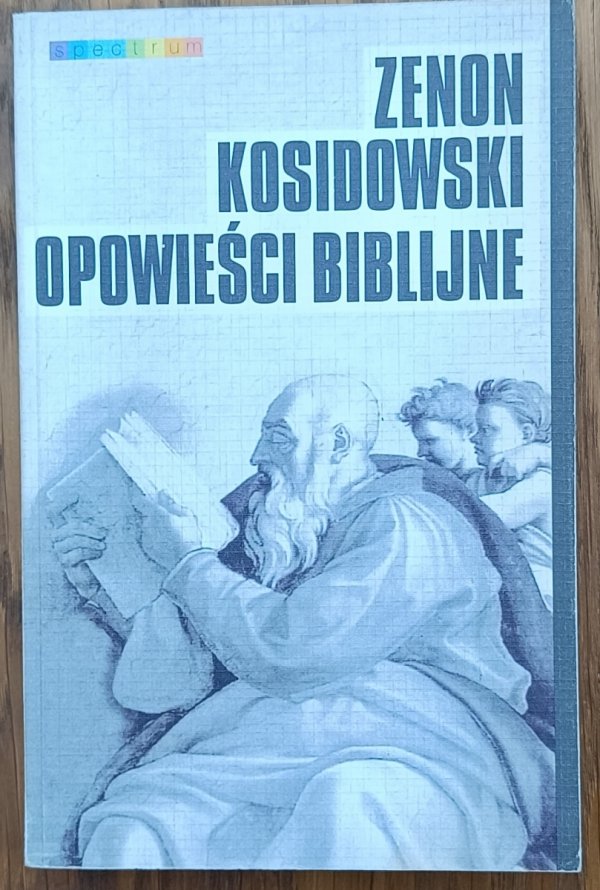 spectrum
ZENON
KOSIDOWSKI
OPOWIEŚCI BIBLIJNE